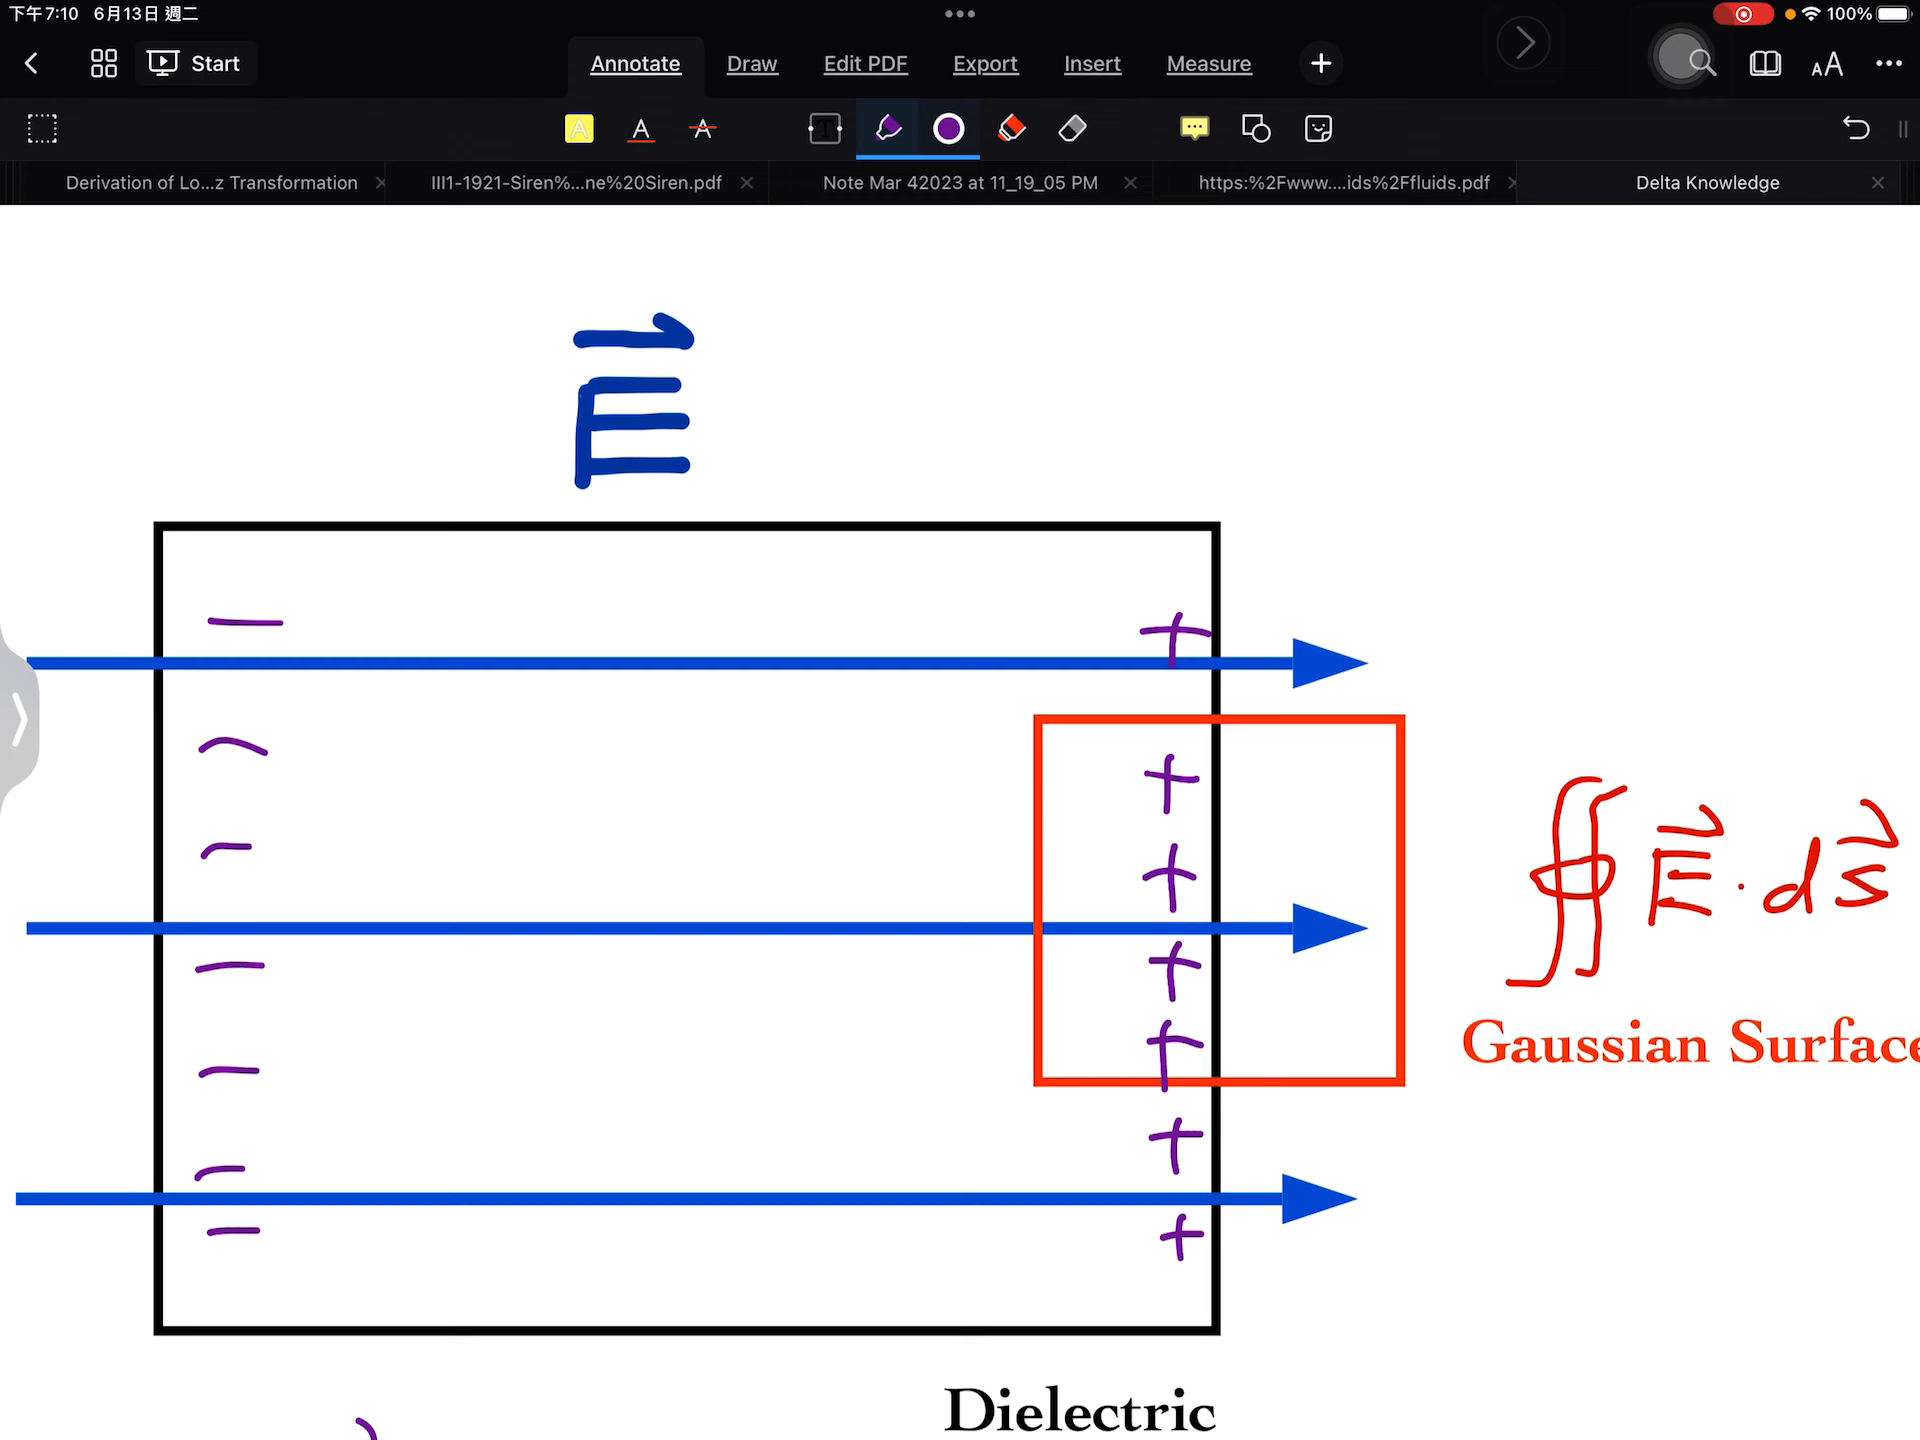 下午7:10 6月13日 週二 100%
Start Annotate Draw Edit PDF Export Insert Measure AA
A A A T
Derivation of Lo...z Transformation III1-1921-Siren%...ne%20Siren.pdf Note Mar 42023 at 11_19_05 PM https:%2Fwww....ids%2Ffluids.pdf Delta Knowledge
E⃗
− +
− +
− +
− +
− +
− +
− +
∯ E⃗ · dS⃗
Gaussian Surface
Dielectric